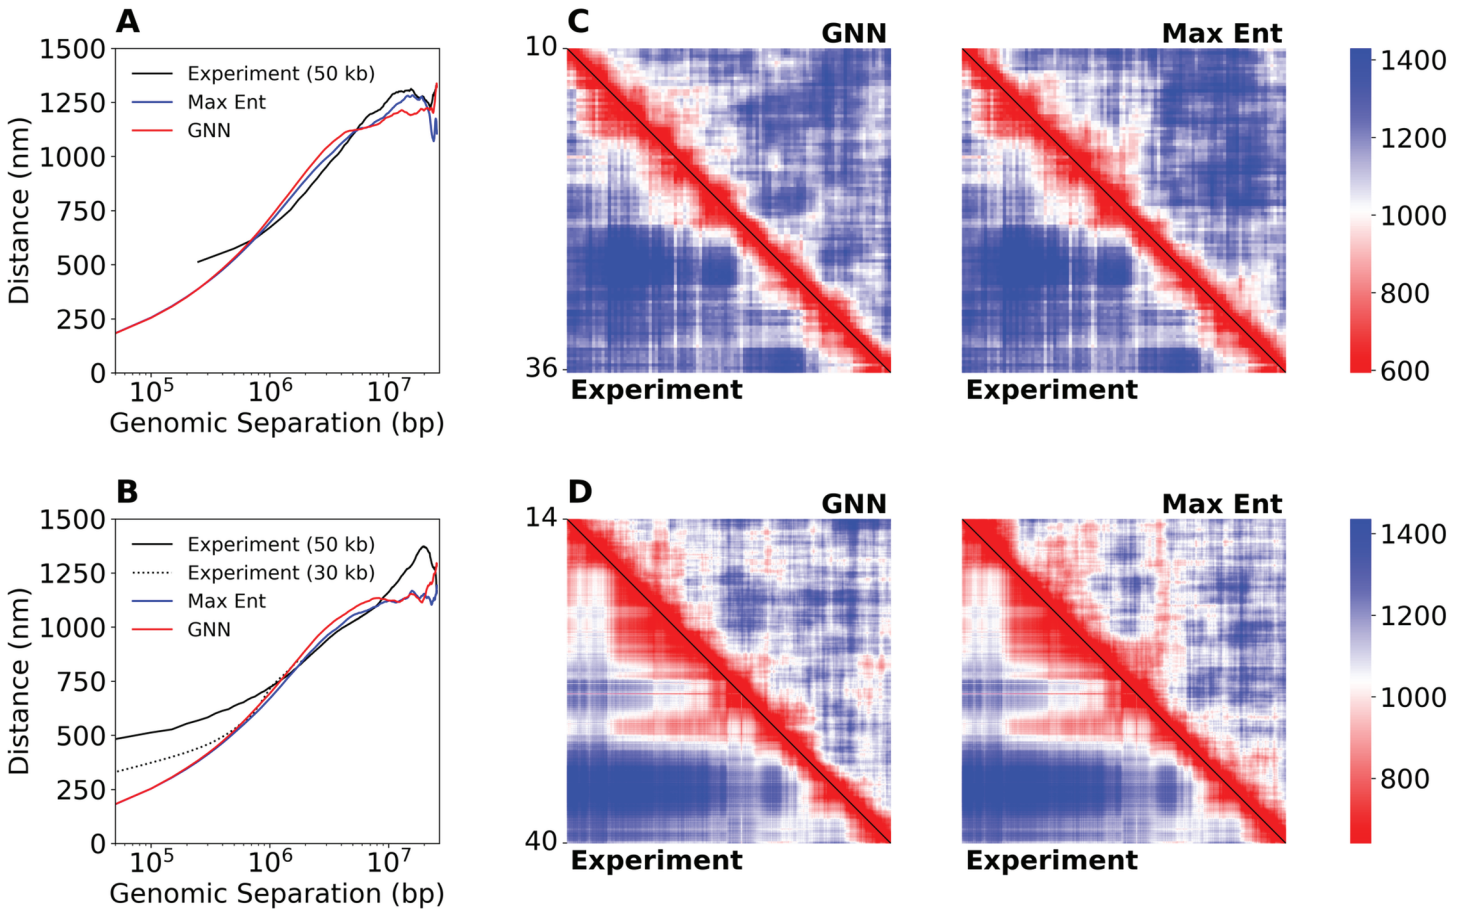 A
1500
1250
1000
750
500
250
0
Distance (nm)
Experiment (50 kb)
Max Ent
GNN
10^5
10^6
10^7
Genomic Separation (bp)
C
GNN
10
36
Experiment
Max Ent
Experiment
1400
1200
1000
800
600
B
1500
1250
1000
750
500
250
0
Distance (nm)
Experiment (50 kb)
Experiment (30 kb)
Max Ent
GNN
10^5
10^6
10^7
Genomic Separation (bp)
D
GNN
14
40
Experiment
Max Ent
Experiment
1400
1200
1000
800